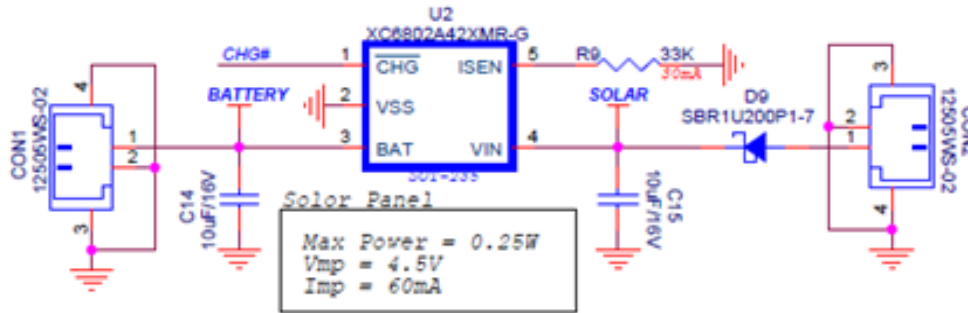 U2
XC6802A42XMR-G
CHG#
1
CHG
ISEN
5
R9
33K
30mA
BATTERY
2
VSS
SOLAR
D9
SBR1U200P1-7
3
BAT
VIN
4
SOT-235
CON1
12505WS-02
4
1
2
3
C14
10uF/16V
C15
10uF/16V
3
2
1
4
CON2
12505WS-02
Solor Panel
Max Power = 0.25W
Vmp = 4.5V
Imp = 60mA